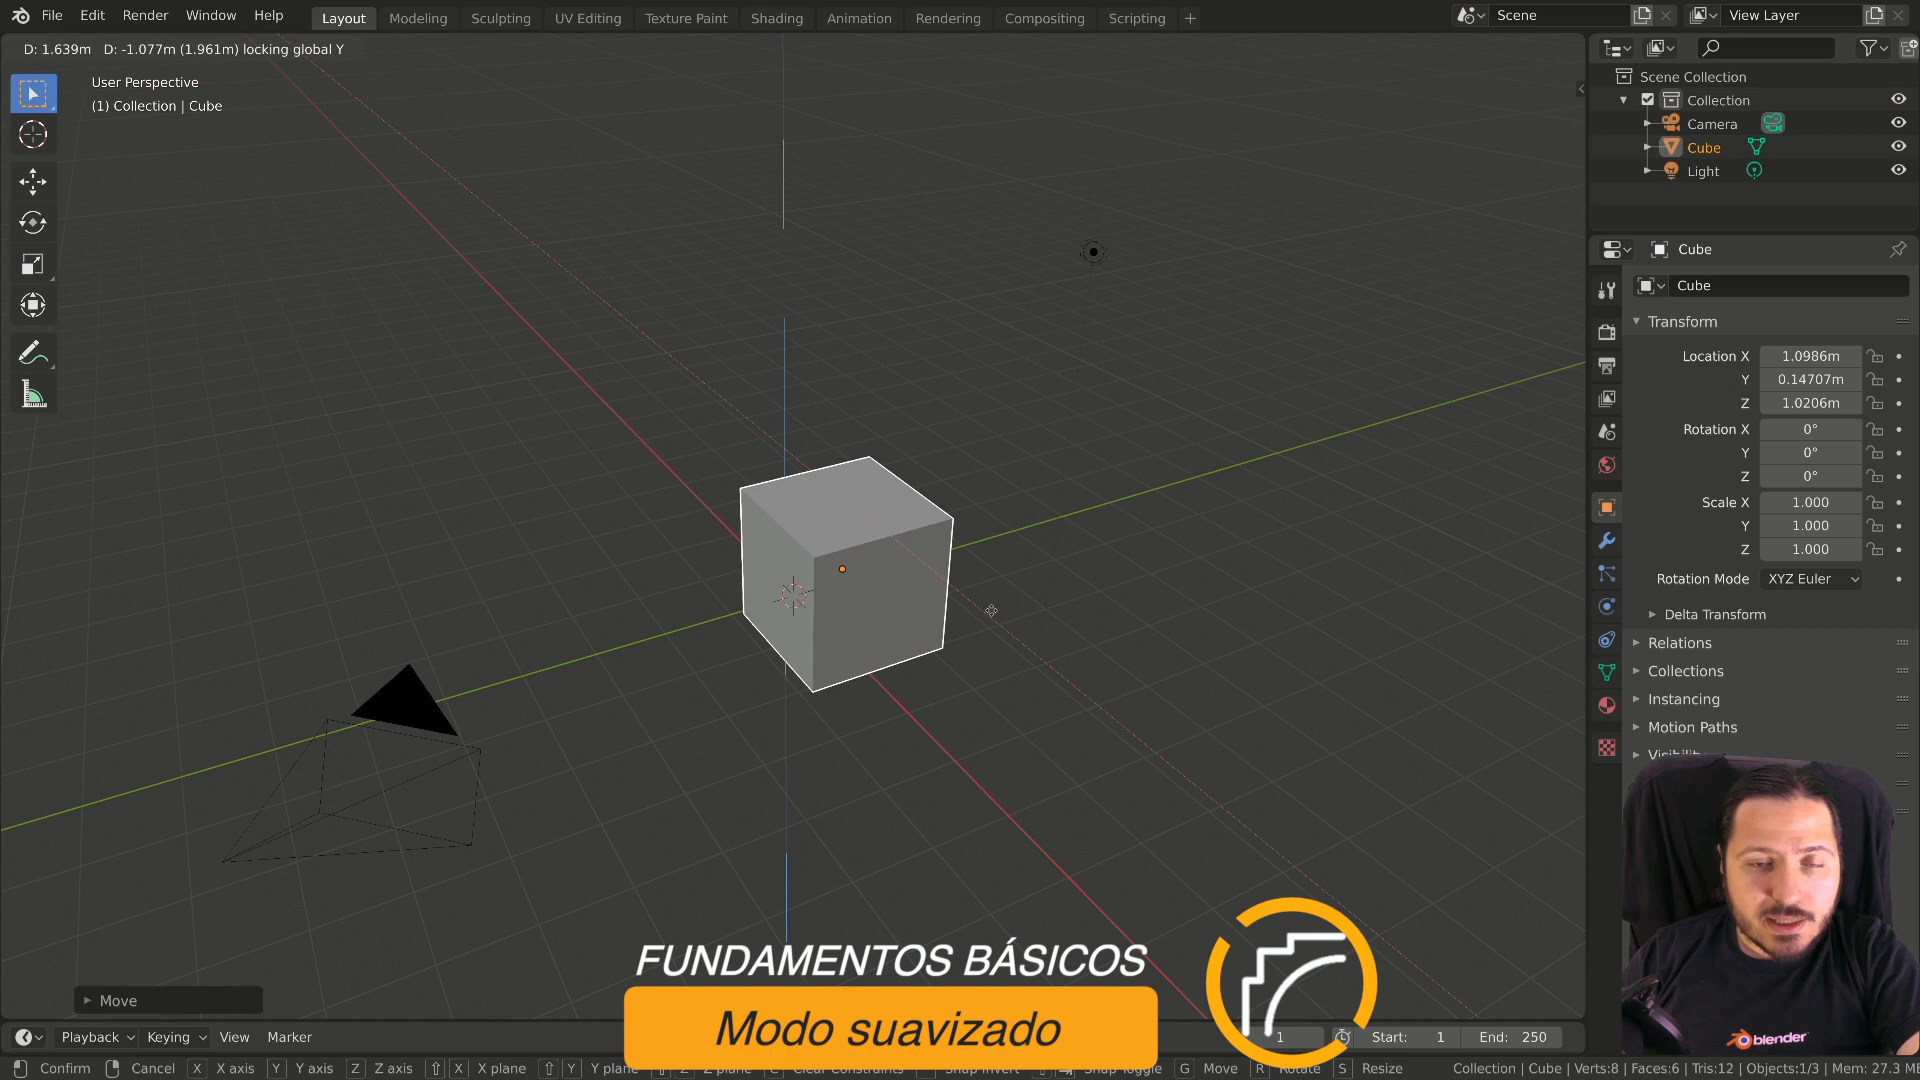 File Edit Render Window Help
Layout Modeling Sculpting UV Editing Texture Paint Shading Animation Rendering Compositing Scripting +
Scene
View Layer
D: 1.639m D: -1.077m (1.961m) locking global Y
User Perspective
(1) Collection | Cube
Scene Collection
Collection
Camera
Cube
Light
Cube
Cube
Transform
Location X 1.0986m
Y 0.14707m
Z 1.0206m
Rotation X 0°
Y 0°
Z 0°
Scale X 1.000
Y 1.000
Z 1.000
Rotation Mode XYZ Euler
Delta Transform
Relations
Collections
Instancing
Motion Paths
FUNDAMENTOS BÁSICOS
Modo suavizado
Move
blender
Playback Keying View Marker
1 Start: 1 End: 250
Confirm Cancel X X axis Y Y axis Z Z axis X X plane Y Y plane G Move R Rotate S Resize
Collection | Cube | Verts:8 | Faces:6 | Tris:12 | Objects:1/3 | Mem: 27.3